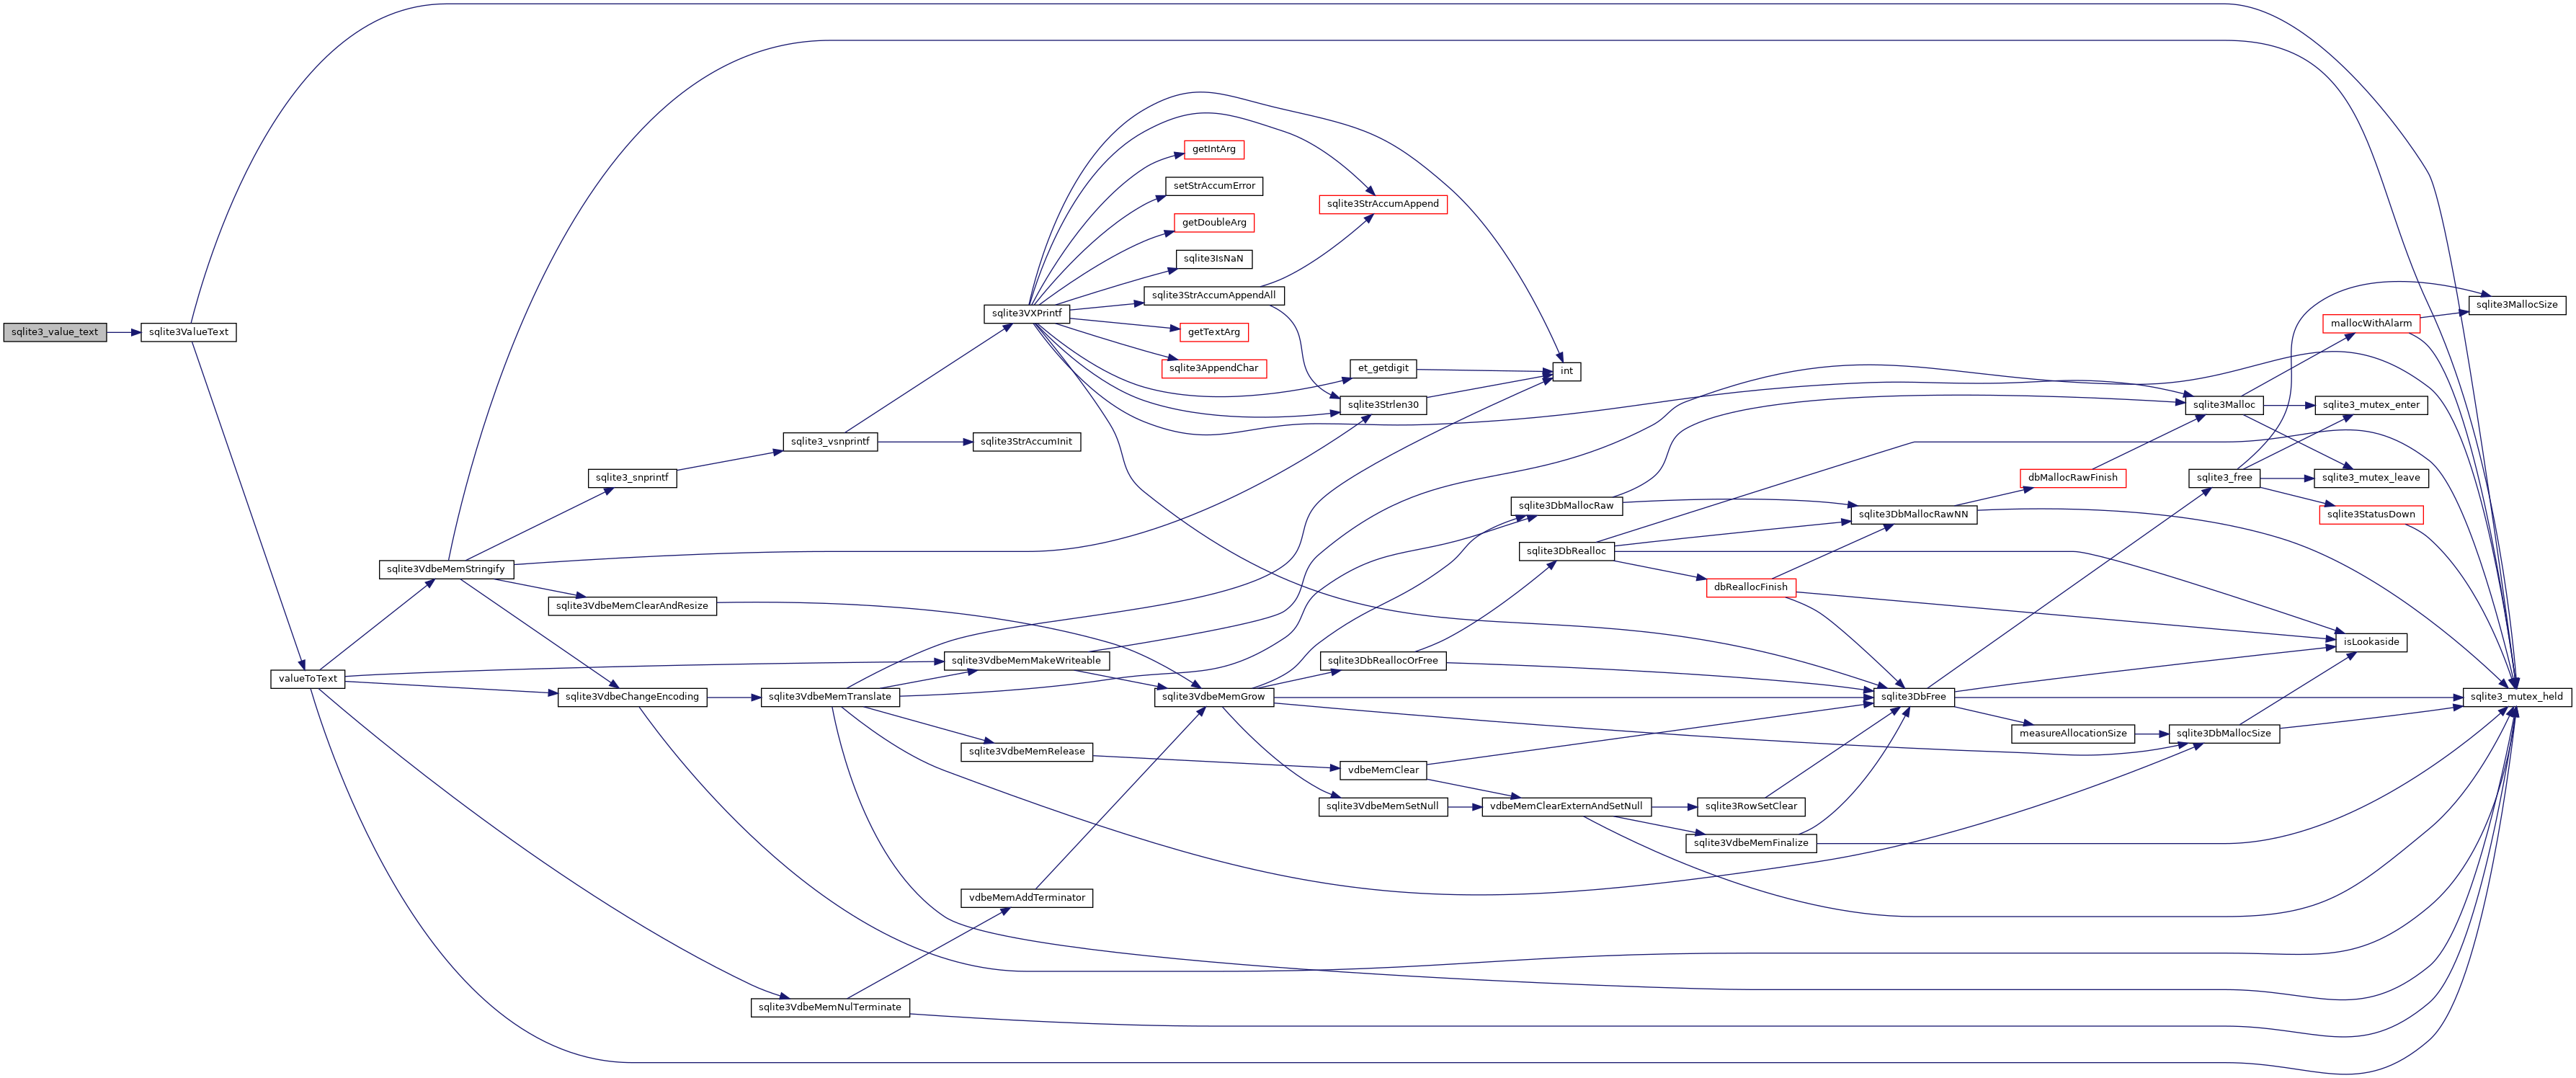 sqlite3_value_text
sqlite3ValueText
valueToText
sqlite3VdbeMemStringify
sqlite3_snprintf
sqlite3VdbeMemClearAndResize
sqlite3VdbeChangeEncoding
sqlite3_vsnprintf
sqlite3VdbeMemTranslate
sqlite3VdbeMemNulTerminate
sqlite3VXPrintf
sqlite3StrAccumInit
sqlite3VdbeMemMakeWriteable
sqlite3VdbeMemRelease
vdbeMemAddTerminator
getIntArg
setStrAccumError
getDoubleArg
sqlite3IsNaN
sqlite3StrAccumAppendAll
getTextArg
sqlite3AppendChar
sqlite3VdbeMemGrow
sqlite3StrAccumAppend
et_getdigit
sqlite3Strlen30
sqlite3DbReallocOrFree
vdbeMemClear
sqlite3VdbeMemSetNull
int
sqlite3DbMallocRaw
sqlite3DbRealloc
vdbeMemClearExternAndSetNull
dbReallocFinish
sqlite3RowSetClear
sqlite3VdbeMemFinalize
sqlite3DbMallocRawNN
sqlite3DbFree
dbMallocRawFinish
measureAllocationSize
sqlite3Malloc
sqlite3_free
sqlite3DbMallocSize
mallocWithAlarm
sqlite3_mutex_enter
sqlite3_mutex_leave
sqlite3StatusDown
isLookaside
sqlite3MallocSize
sqlite3_mutex_held